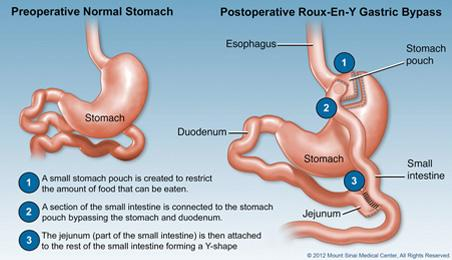 Preoperative Normal Stomach
Postoperative Roux-En-Y Gastric Bypass
Esophagus
1
Stomach
pouch
2
Stomach
Duodenum
Stomach
3
Small
intestine
Jejunum
1 A small stomach pouch is created to restrict
the amount of food that can be eaten.
2 A section of the small intestine is connected to the stomach
pouch bypassing the stomach and duodenum.
3 The jejunum (part of the small intestine) is then attached
to the rest of the small intestine forming a Y-shape
© 2012 Mount Sinai Medical Center, All Rights Reserved.